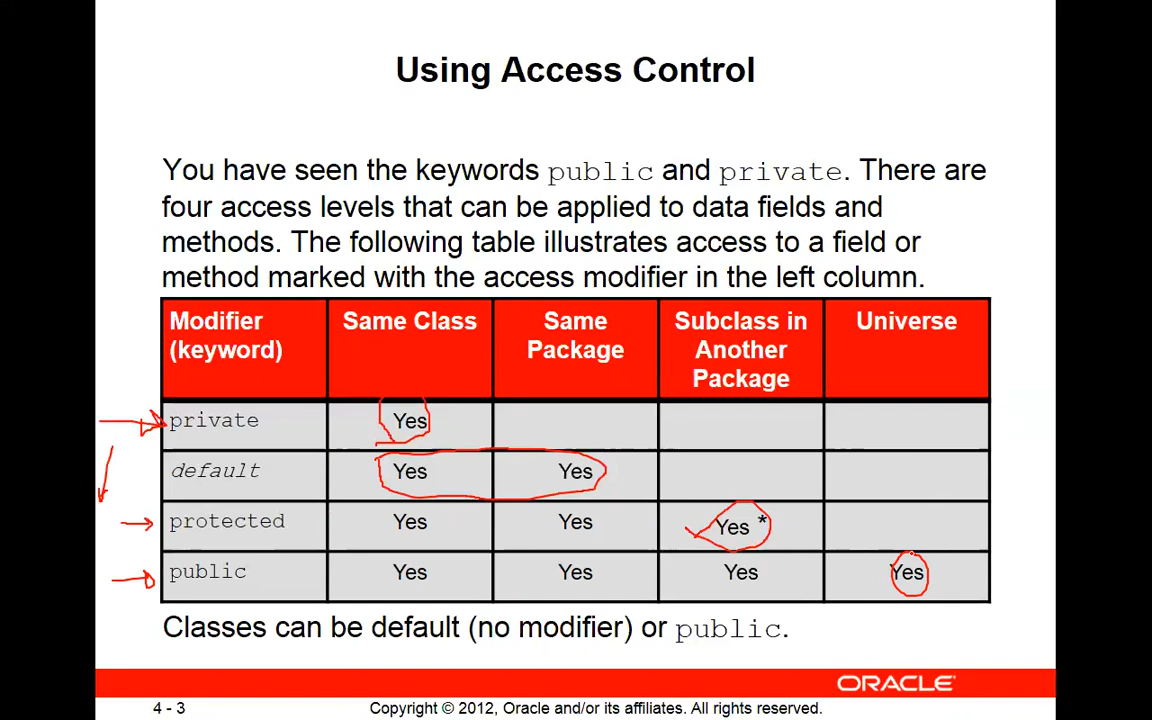 Using Access Control
You have seen the keywords public and private. There are
four access levels that can be applied to data fields and
methods. The following table illustrates access to a field or
method marked with the access modifier in the left column.
Modifier (keyword) Same Class Same Package Subclass in Another Package Universe
private Yes
default Yes Yes
protected Yes Yes Yes *
public Yes Yes Yes Yes
Classes can be default (no modifier) or public.
ORACLE
4 - 3 Copyright © 2012, Oracle and/or its affiliates. All rights reserved.